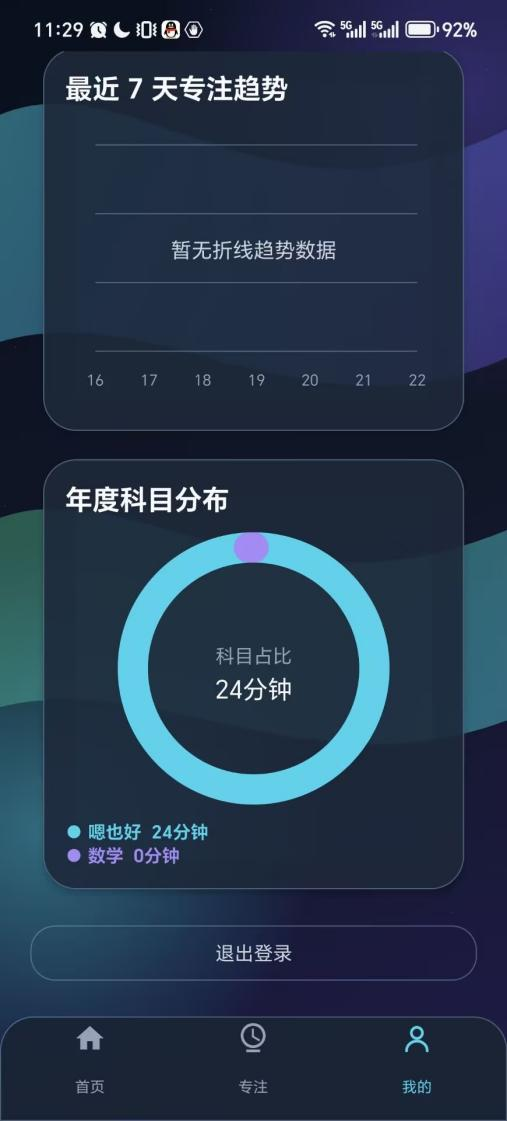 11:29 5G 5G 92%
最近 7 天专注趋势
暂无折线趋势数据
16 17 18 19 20 21 22
年度科目分布
科目占比
24分钟
嗯也好 24分钟
数学 0分钟
退出登录
首页 专注 我的